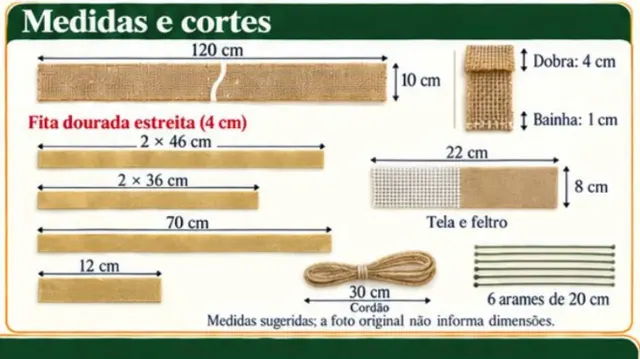 Medidas e cortes
120 cm
10 cm
Dobra: 4 cm
Bainha: 1 cm
Fita dourada estreita (4 cm)
2 × 46 cm
2 × 36 cm
70 cm
12 cm
22 cm
8 cm
Tela e feltro
30 cm
Cordão
6 arames de 20 cm
Medidas sugeridas; a foto original não informa dimensões.